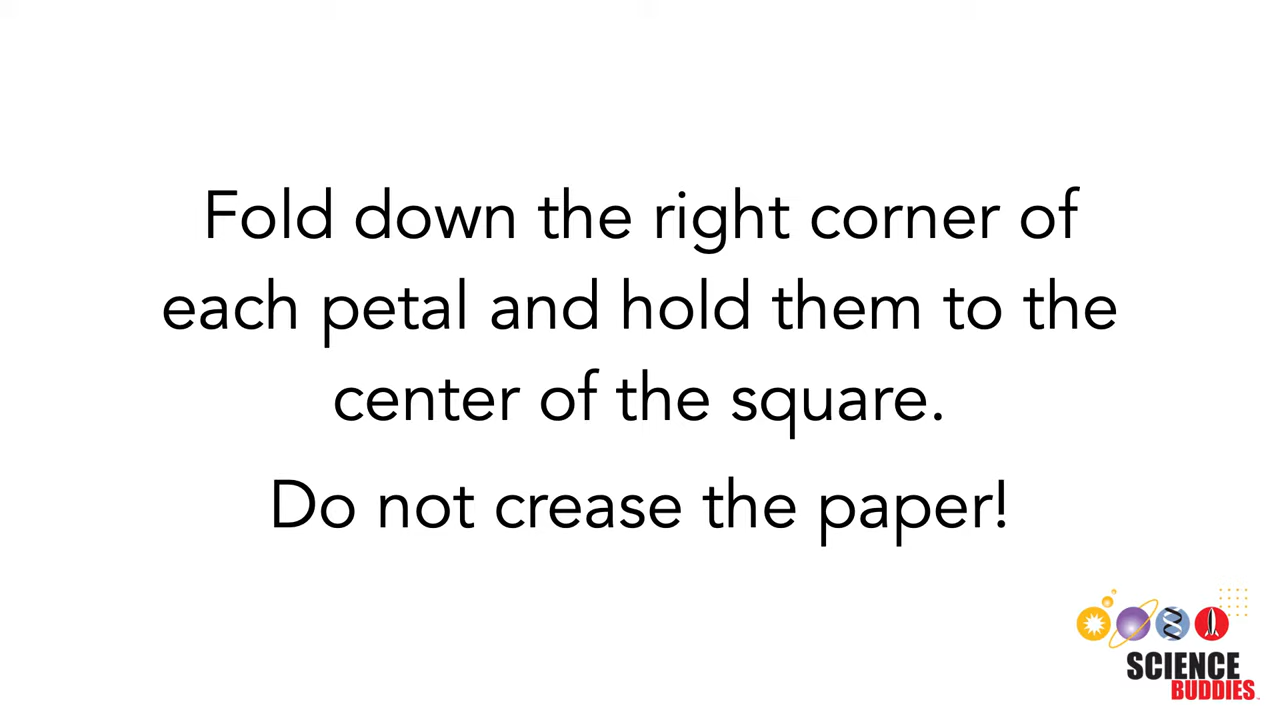 Fold down the right corner of
each petal and hold them to the
center of the square.
Do not crease the paper!
SCIENCE
BUDDIES